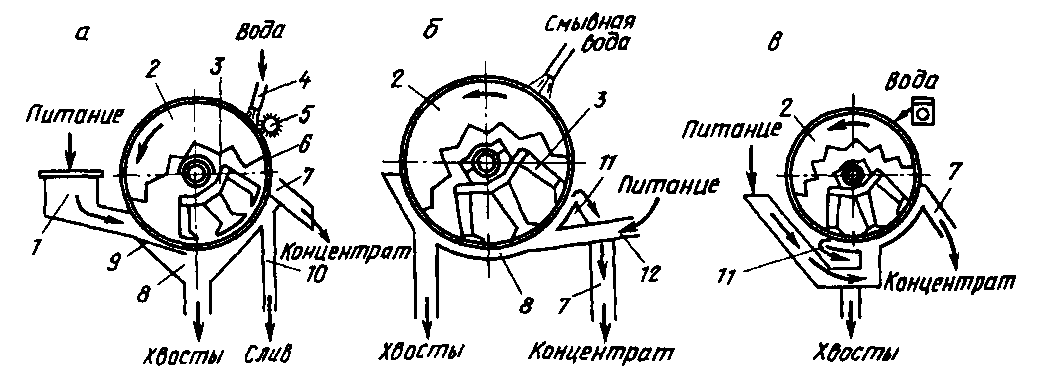 а
Вода
2
3
4
5
6
7
Питание
1
9
8
10
Концентрат
Хвосты
Слив
б
Смывная
вода
2
3
11
Питание
12
8
7
Хвосты
Концентрат
в
Вода
2
Питание
7
11
Концентрат
Хвосты